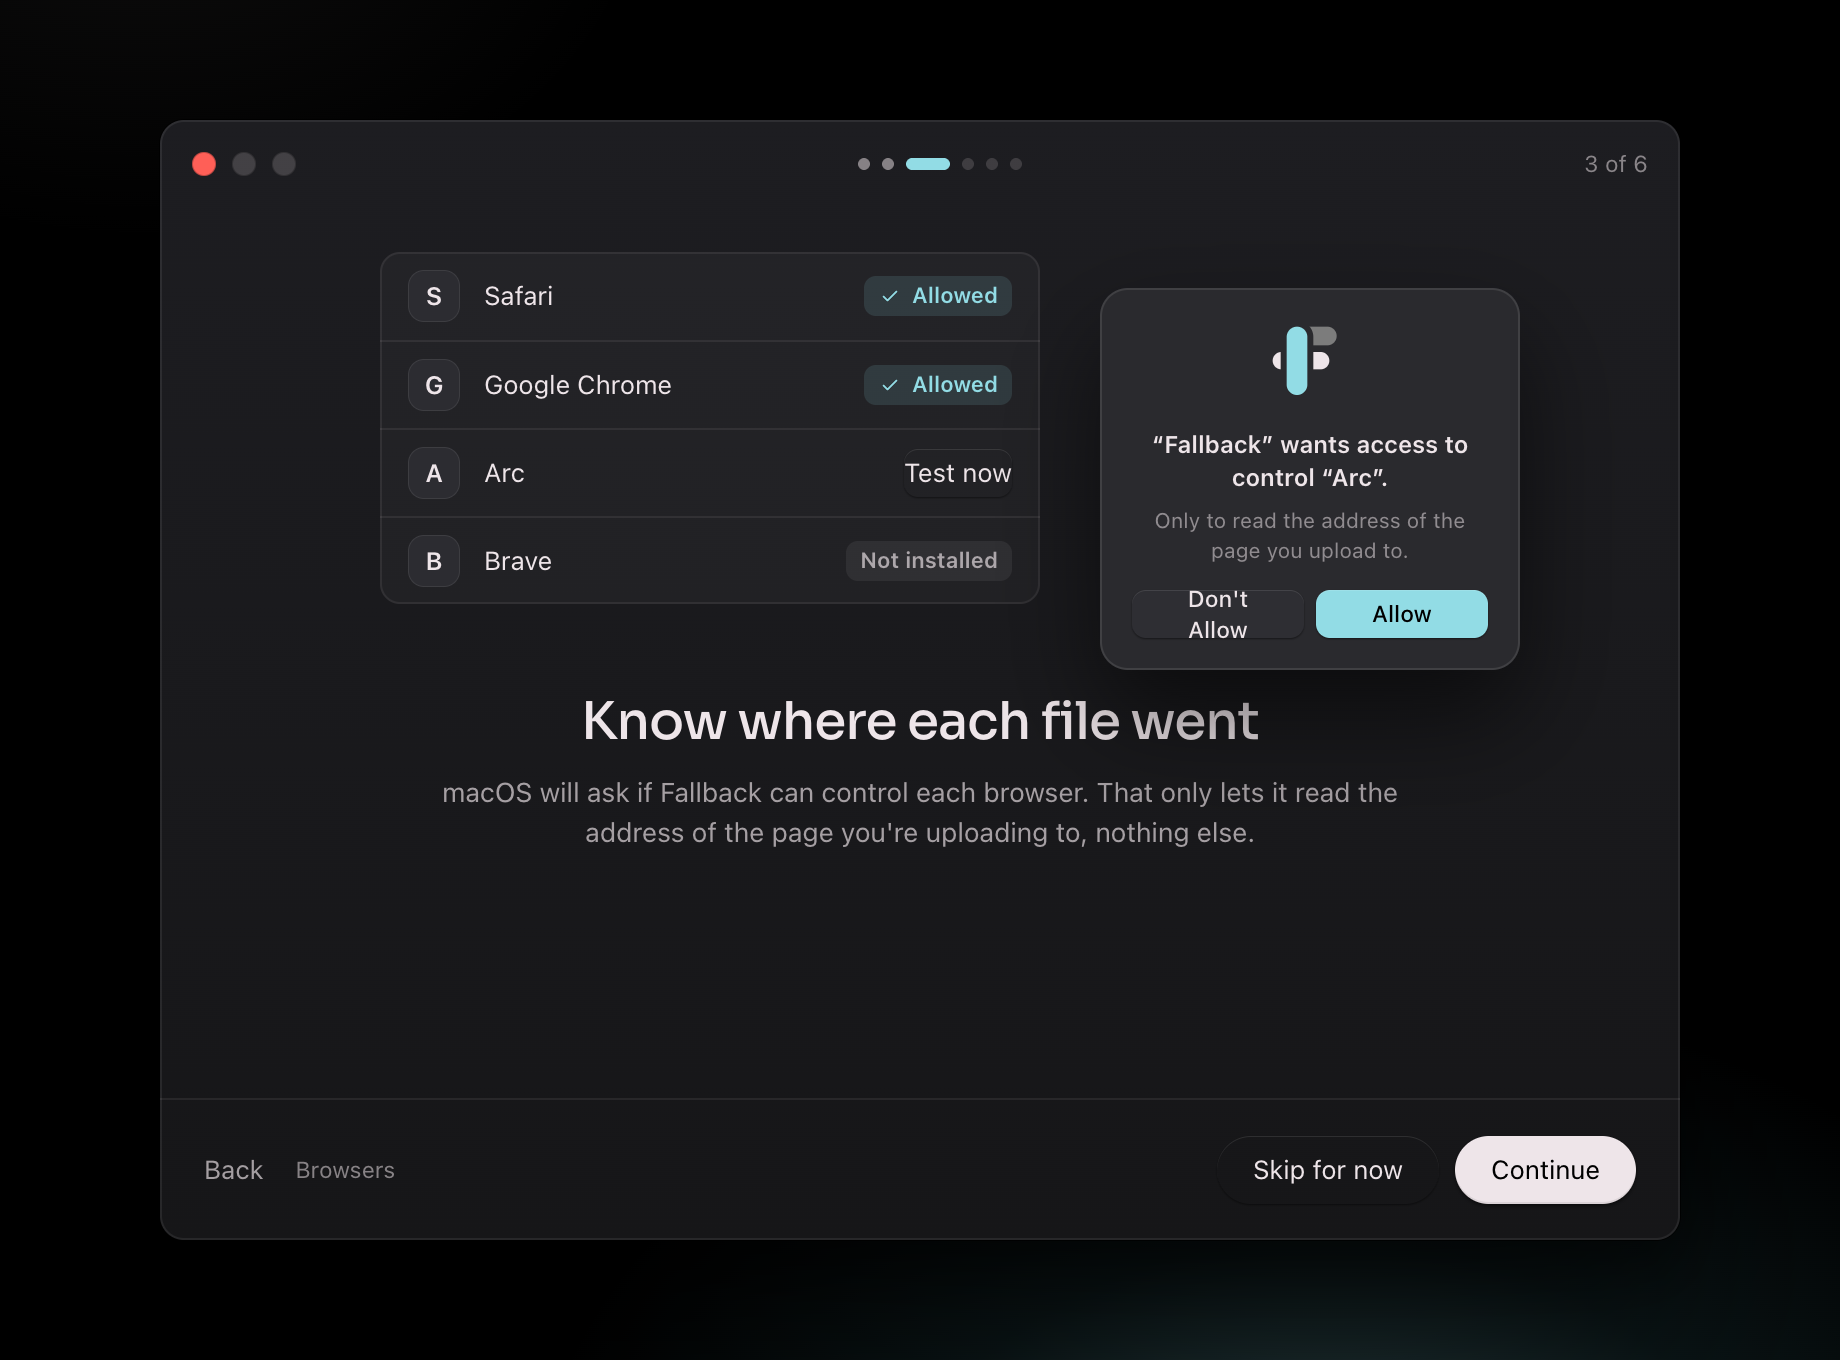 3 of 6
S Safari Allowed
G Google Chrome Allowed
A Arc Test now
B Brave Not installed
“Fallback” wants access to
control “Arc”.
Only to read the address of the
page you upload to.
Don't
Allow
Allow
Know where each file went
macOS will ask if Fallback can control each browser. That only lets it read the
address of the page you're uploading to, nothing else.
Back Browsers Skip for now Continue